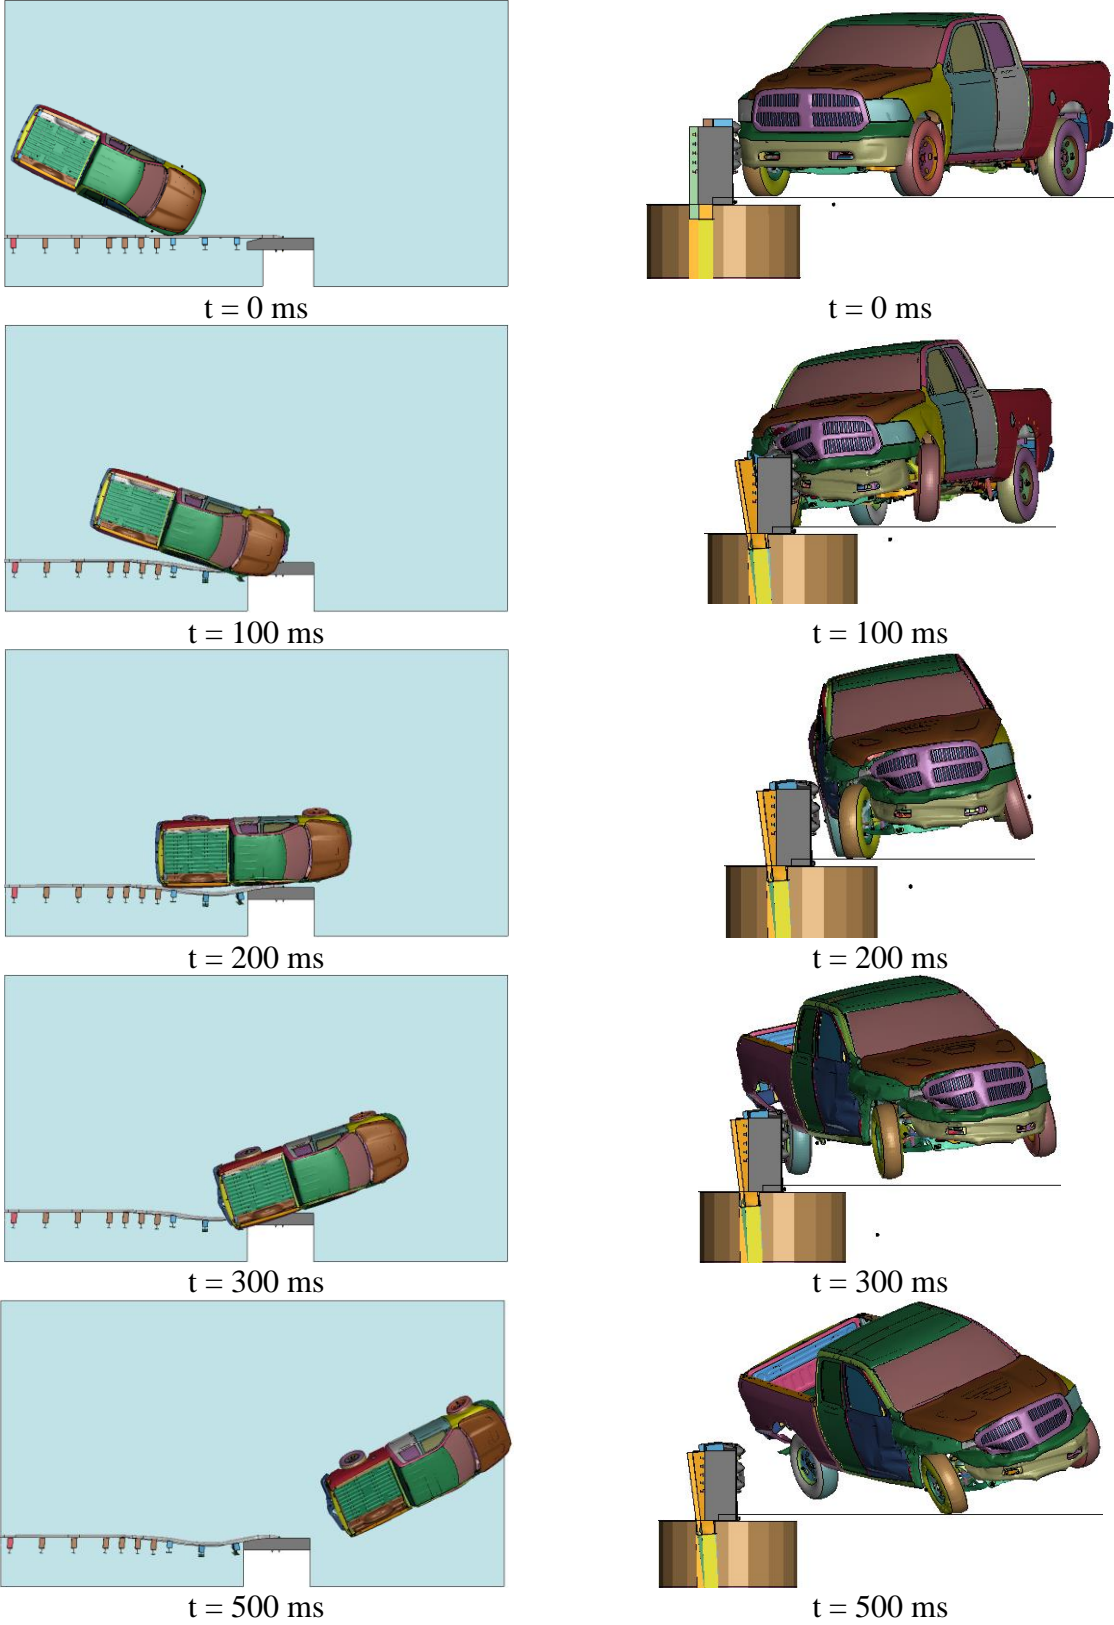 t = 0 ms
t = 0 ms
t = 100 ms
t = 100 ms
t = 200 ms
t = 200 ms
t = 300 ms
t = 300 ms
t = 500 ms
t = 500 ms